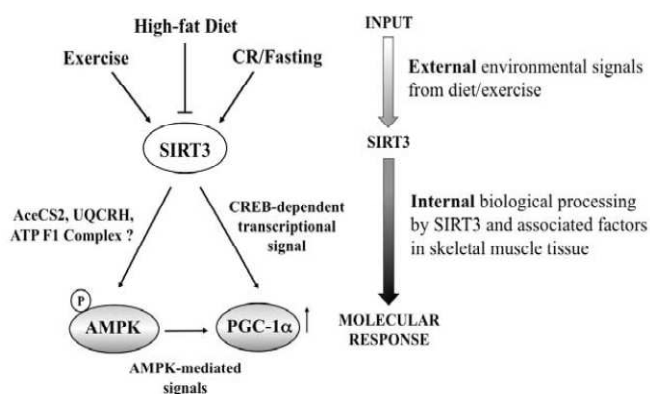 High-fat Diet
Exercise
CR/Fasting
SIRT3
AceCS2, UQCRH,
ATP F1 Complex ?
CREB-dependent
transcriptional
signal
P
AMPK
PGC-1α
AMPK-mediated
signals
INPUT
External environmental signals
from diet/exercise
SIRT3
Internal biological processing
by SIRT3 and associated factors
in skeletal muscle tissue
MOLECULAR
RESPONSE